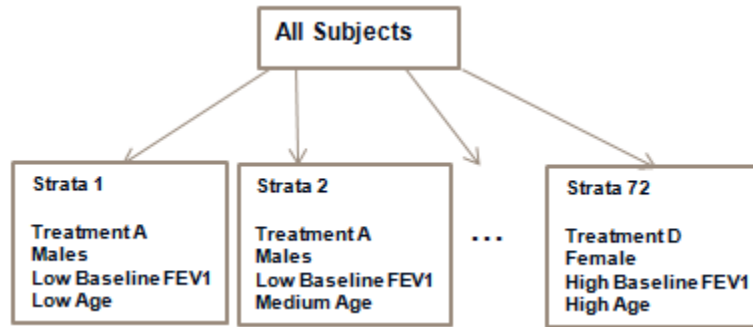 All Subjects
Strata 1
Treatment A
Males
Low Baseline FEV1
Low Age
Strata 2
Treatment A
Males
Low Baseline FEV1
Medium Age
...
Strata 72
Treatment D
Female
High Baseline FEV1
High Age